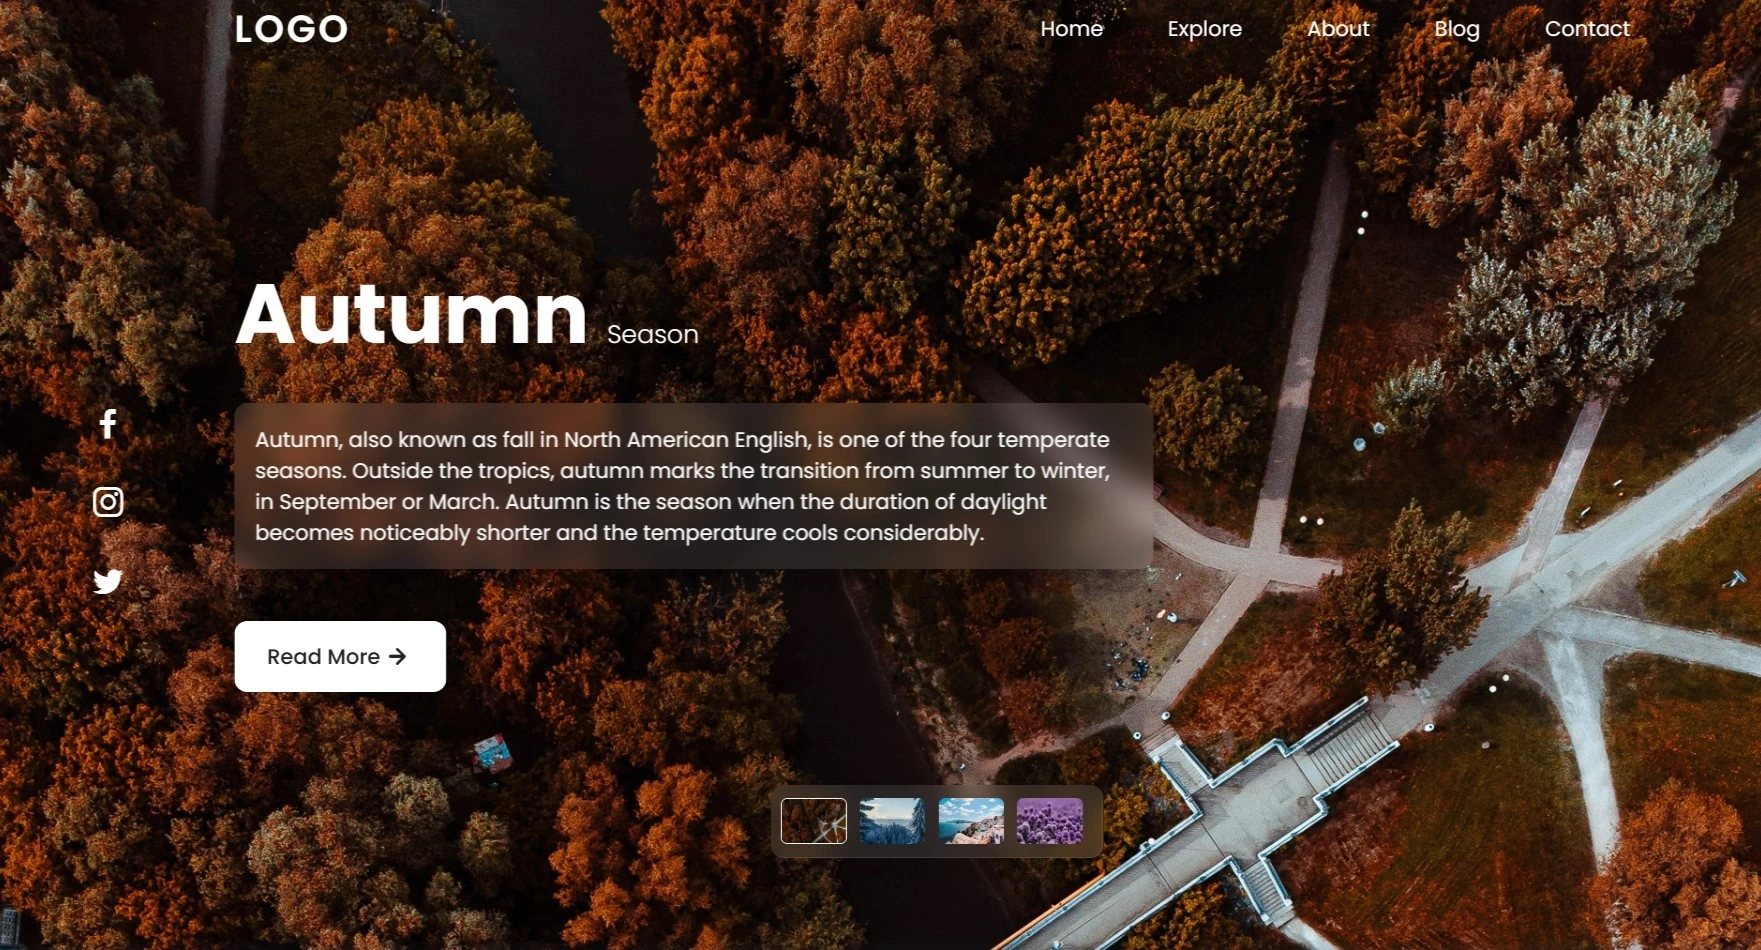 LOGO
Home Explore About Blog Contact
Autumn Season
Autumn, also known as fall in North American English, is one of the four temperate
seasons. Outside the tropics, autumn marks the transition from summer to winter,
in September or March. Autumn is the season when the duration of daylight
becomes noticeably shorter and the temperature cools considerably.
Read More